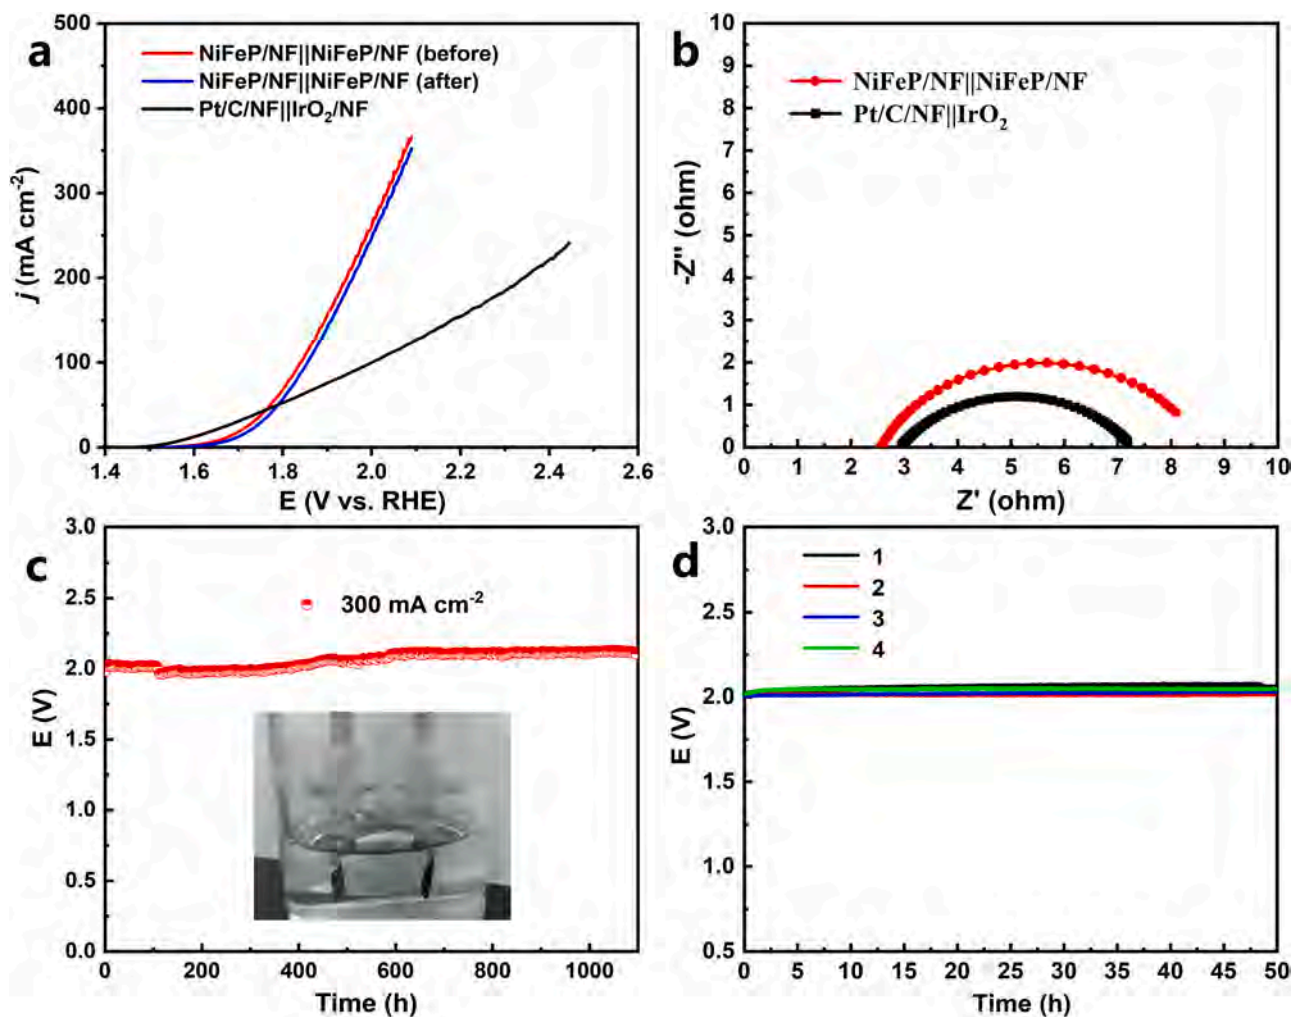 a
500
400
300
200
100
0
j (mA cm⁻²)
NiFeP/NF||NiFeP/NF (before)
NiFeP/NF||NiFeP/NF (after)
Pt/C/NF||IrO₂/NF
1.4 1.6 1.8 2.0 2.2 2.4 2.6
E (V vs. RHE)
b
10
9
8
7
6
5
4
3
2
1
0
-Z'' (ohm)
NiFeP/NF||NiFeP/NF
Pt/C/NF||IrO₂
0 1 2 3 4 5 6 7 8 9 10
Z' (ohm)
c
3.0
2.5
2.0
1.5
1.0
0.5
0.0
E (V)
300 mA cm⁻²
0 200 400 600 800 1000
Time (h)
d
3.0
2.5
2.0
1.5
1.0
0.5
E (V)
1
2
3
4
0 5 10 15 20 25 30 35 40 45 50
Time (h)